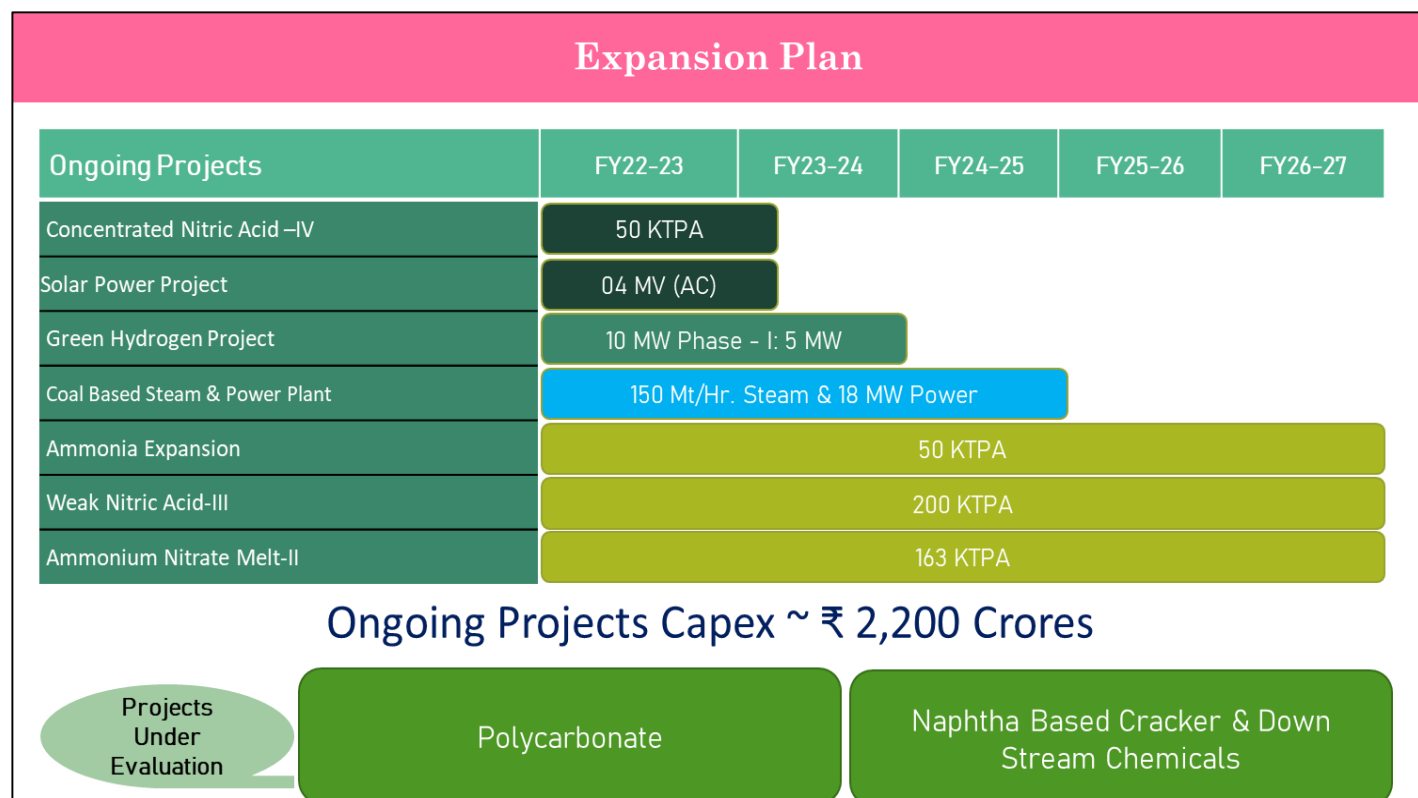 Expansion Plan
Ongoing Projects FY22-23 FY23-24 FY24-25 FY25-26 FY26-27
Concentrated Nitric Acid –IV 50 KTPA
Solar Power Project 04 MV (AC)
Green Hydrogen Project 10 MW Phase - I: 5 MW
Coal Based Steam & Power Plant 150 Mt/Hr. Steam & 18 MW Power
Ammonia Expansion 50 KTPA
Weak Nitric Acid-III 200 KTPA
Ammonium Nitrate Melt-II 163 KTPA
Ongoing Projects Capex ~ ₹ 2,200 Crores
Projects
Under
Evaluation
Polycarbonate
Naphtha Based Cracker & Down
Stream Chemicals